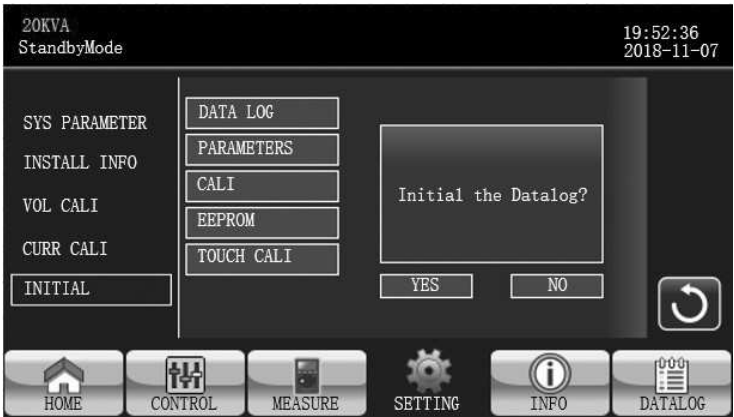 20KVA
StandbyMode
19:52:36
2018-11-07
SYS PARAMETER
INSTALL INFO
VOL CALI
CURR CALI
INITIAL
DATA LOG
PARAMETERS
CALI
EEPROM
TOUCH CALI
Initial the Datalog?
YES
NO
HOME
CONTROL
MEASURE
SETTING
INFO
DATALOG